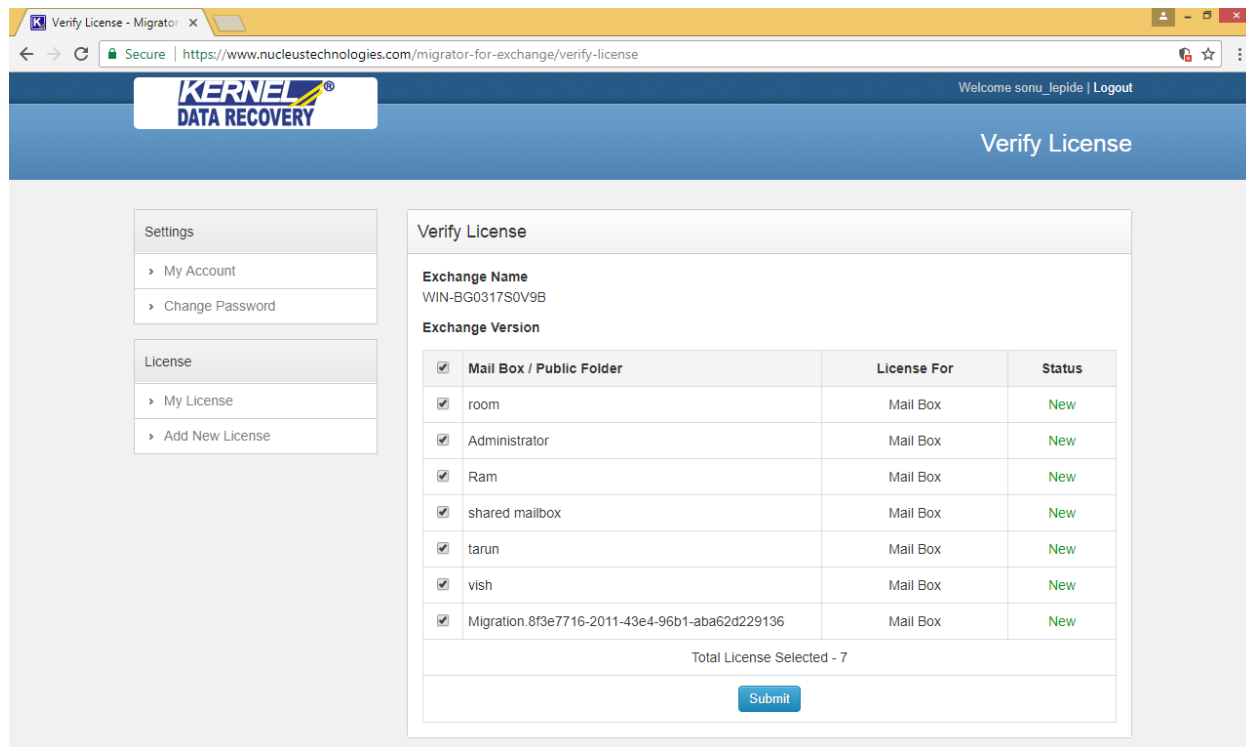 Verify License - Migrator
Secure | https://www.nucleustechnologies.com/migrator-for-exchange/verify-license
KERNEL®
DATA RECOVERY
Welcome sonu_lepide | Logout
Verify License
Settings
My Account
Change Password
License
My License
Add New License
Verify License
Exchange Name
WIN-BG0317S0V9B
Exchange Version
Mail Box / Public Folder License For Status
room Mail Box New
Administrator Mail Box New
Ram Mail Box New
shared mailbox Mail Box New
tarun Mail Box New
vish Mail Box New
Migration.8f3e7716-2011-43e4-96b1-aba62d229136 Mail Box New
Total License Selected - 7
Submit